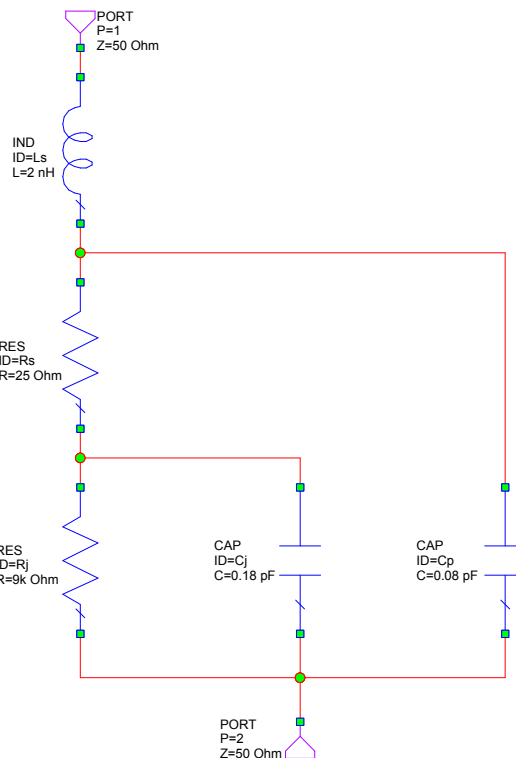 PORT
P=1
Z=50 Ohm
IND
ID=Ls
L=2 nH
RES
ID=Rs
R=25 Ohm
RES
ID=Rj
R=9k Ohm
CAP
ID=Cj
C=0.18 pF
CAP
ID=Cp
C=0.08 pF
PORT
P=2
Z=50 Ohm